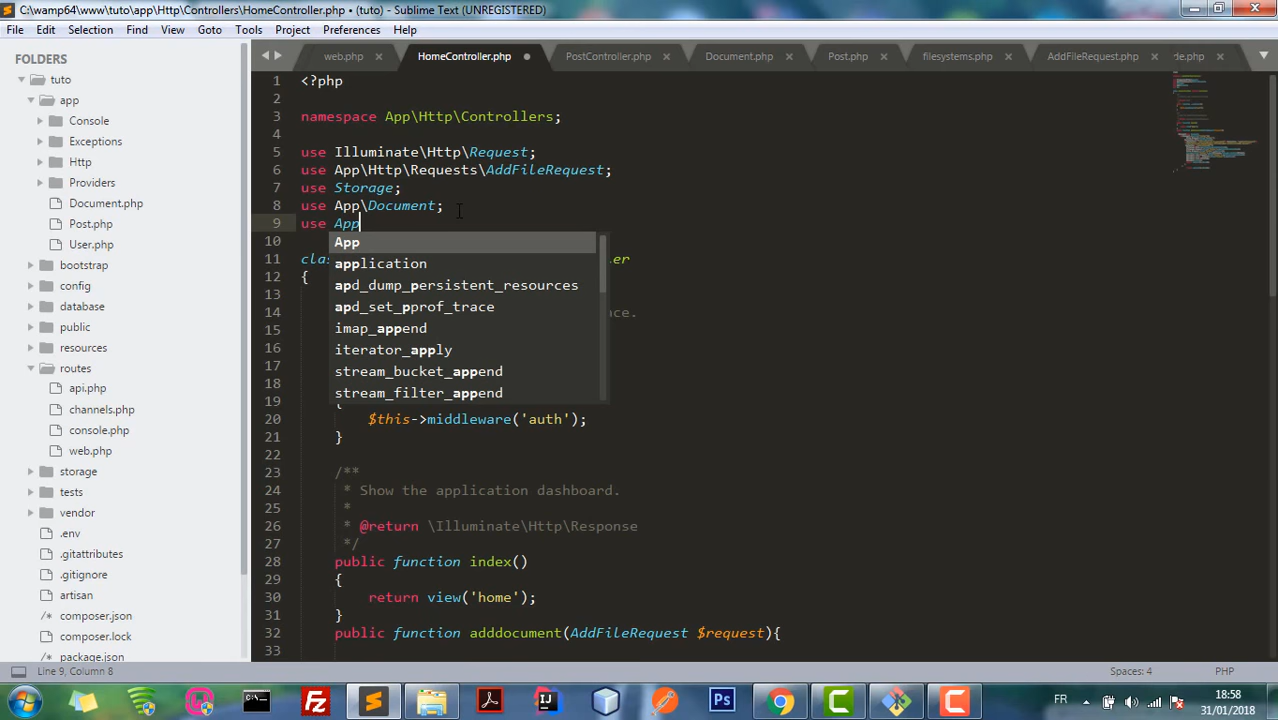 C:\wamp64\www\tuto\app\Http\Controllers\HomeController.php • (tuto) - Sublime Text (UNREGISTERED)
File Edit Selection Find View Goto Tools Project Preferences Help
FOLDERS
tuto
app
Console
Exceptions
Http
Providers
Document.php
Post.php
User.php
bootstrap
config
database
public
resources
routes
api.php
channels.php
console.php
web.php
storage
tests
vendor
.env
.gitattributes
.gitignore
artisan
/* composer.json
composer.lock
/* package.json
web.php HomeController.php PostController.php Document.php Post.php filesystems.php AddFileRequest.php de.php
1 <?php
2
3 namespace App\Http\Controllers;
4
5 use Illuminate\Http\Request;
6 use App\Http\Requests\AddFileRequest;
7 use Storage;
8 use App\Document;
9 use App
10
11 clas ller
12 {
13
14 ce.
15
16
17
18
19 {
20 $this->middleware('auth');
21 }
22
23 /**
24 * Show the application dashboard.
25 *
26 * @return \Illuminate\Http\Response
27 */
28 public function index()
29 {
30 return view('home');
31 }
32 public function adddocument(AddFileRequest $request){
33
App
application
apd_dump_persistent_resources
apd_set_pprof_trace
imap_append
iterator_apply
stream_bucket_append
stream_filter_append
Line 9, Column 8
Spaces: 4 PHP
FR
18:58
31/01/2018